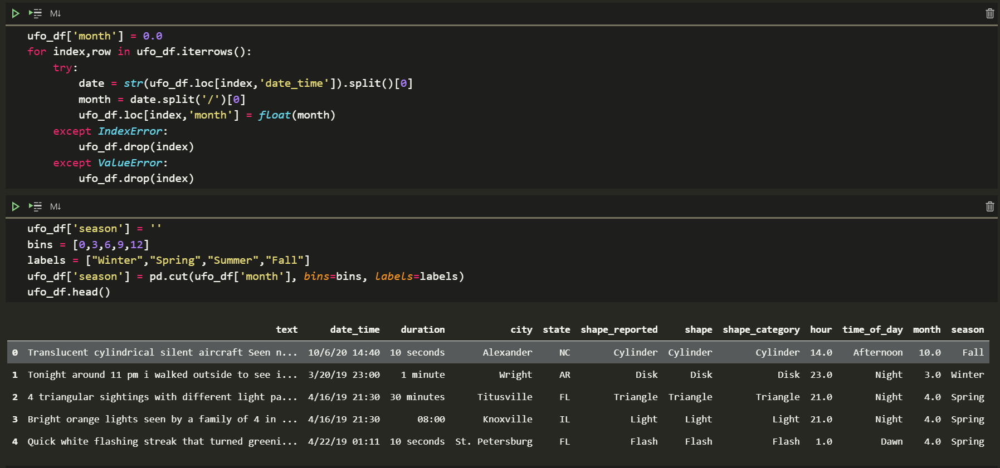 M↓
ufo_df['month'] = 0.0
for index,row in ufo_df.iterrows():
    try:
        date = str(ufo_df.loc[index,'date_time']).split()[0]
        month = date.split('/')[0]
        ufo_df.loc[index,'month'] = float(month)
    except IndexError:
        ufo_df.drop(index)
    except ValueError:
        ufo_df.drop(index)
M↓
ufo_df['season'] = ''
bins = [0,3,6,9,12]
labels = ["Winter","Spring","Summer","Fall"]
ufo_df['season'] = pd.cut(ufo_df['month'], bins=bins, labels=labels)
ufo_df.head()
text date_time duration city state shape_reported shape shape_category hour time_of_day month season
0 Translucent cylindrical silent aircraft Seen n... 10/6/20 14:40 10 seconds Alexander NC Cylinder Cylinder Cylinder 14.0 Afternoon 10.0 Fall
1 Tonight around 11 pm i walked outside to see i... 3/20/19 23:00 1 minute Wright AR Disk Disk Disk 23.0 Night 3.0 Winter
2 4 triangular sightings with different light pa... 4/16/19 21:30 30 minutes Titusville FL Triangle Triangle Triangle 21.0 Night 4.0 Spring
3 Bright orange lights seen by a family of 4 in ... 4/16/19 21:30 08:00 Knoxville IL Light Light Light 21.0 Night 4.0 Spring
4 Quick white flashing streak that turned greeni... 4/22/19 01:11 10 seconds St. Petersburg FL Flash Flash Flash 1.0 Dawn 4.0 Spring